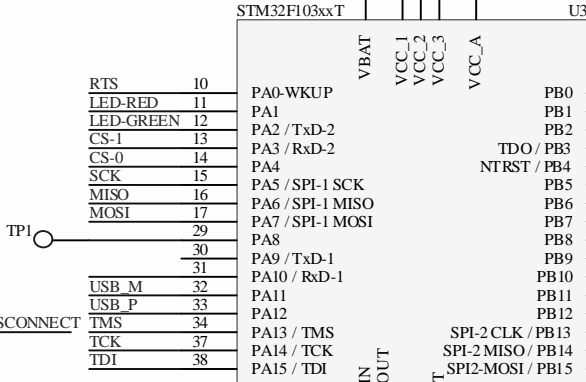 STM32F103xxT U3
VBAT VCC_1 VCC_2 VCC_3 VCC_A
RTS 10 PA0-WKUP PB0
LED-RED 11 PA1 PB1
LED-GREEN 12 PA2 / TxD-2 PB2
CS-1 13 PA3 / RxD-2 TDO / PB3
CS-0 14 PA4 NTRST / PB4
SCK 15 PA5 / SPI-1 SCK PB5
MISO 16 PA6 / SPI-1 MISO PB6
MOSI 17 PA7 / SPI-1 MOSI PB7
TP1 29 PA8 PB8
30 PA9 / TxD-1 PB9
31 PA10 / RxD-1 PB10
USB_M 32 PA11 PB11
USB_P 33 PA12 PB12
SCONNECT TMS 34 PA13 / TMS SPI-2 CLK / PB13
TCK 37 PA14 / TCK SPI-2 MISO / PB14
TDI 38 PA15 / TDI SPI2-MOSI / PB15
IN OUT T